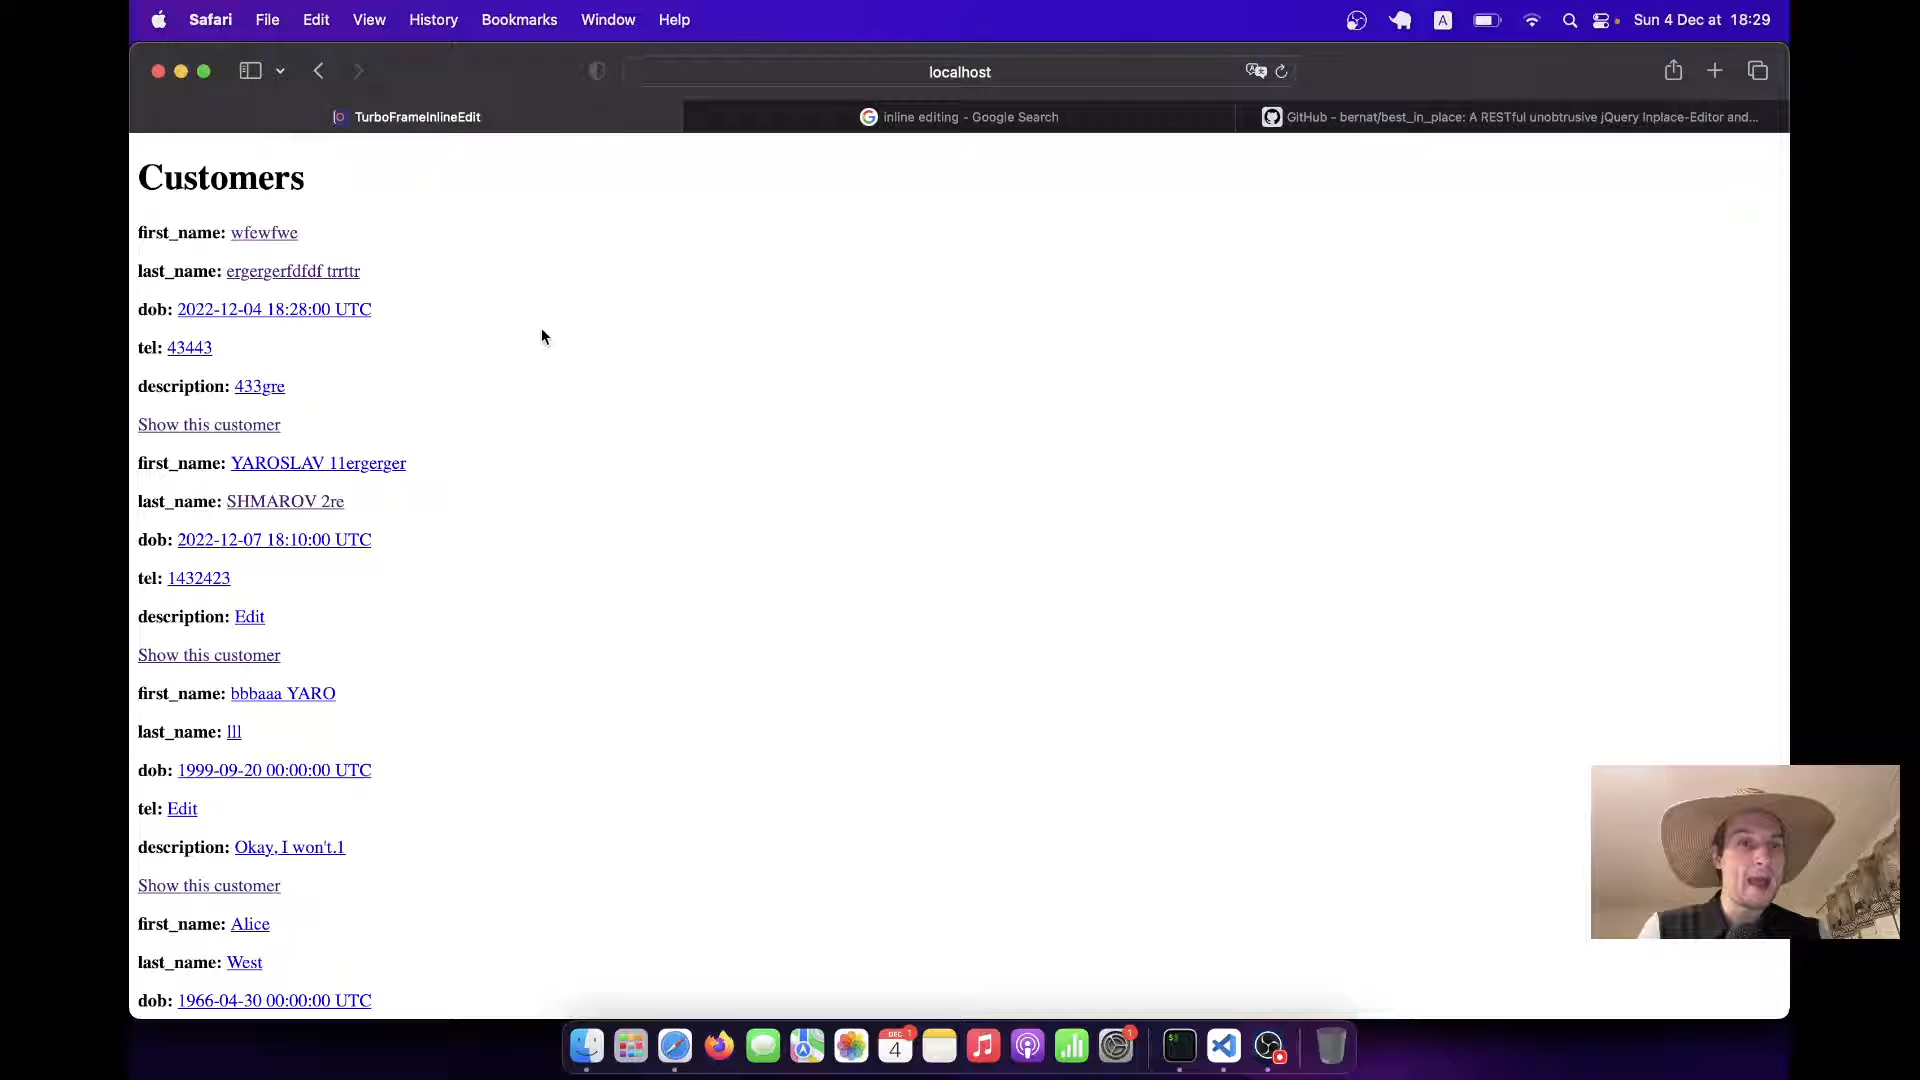 Safari File Edit View History Bookmarks Window Help A Sun 4 Dec at 18:29
localhost
TurboFrameInlineEdit inline editing - Google Search GitHub - bernat/best_in_place: A RESTful unobtrusive jQuery Inplace-Editor and...
Customers
first_name: wfewfwe
last_name: ergergerfdfdf trrttr
dob: 2022-12-04 18:28:00 UTC
tel: 43443
description: 433gre
Show this customer
first_name: YAROSLAV 11ergerger
last_name: SHMAROV 2re
dob: 2022-12-07 18:10:00 UTC
tel: 1432423
description: Edit
Show this customer
first_name: bbbaaa YARO
last_name: lll
dob: 1999-09-20 00:00:00 UTC
tel: Edit
description: Okay, I won't.1
Show this customer
first_name: Alice
last_name: West
dob: 1966-04-30 00:00:00 UTC
DEC 1
4
1